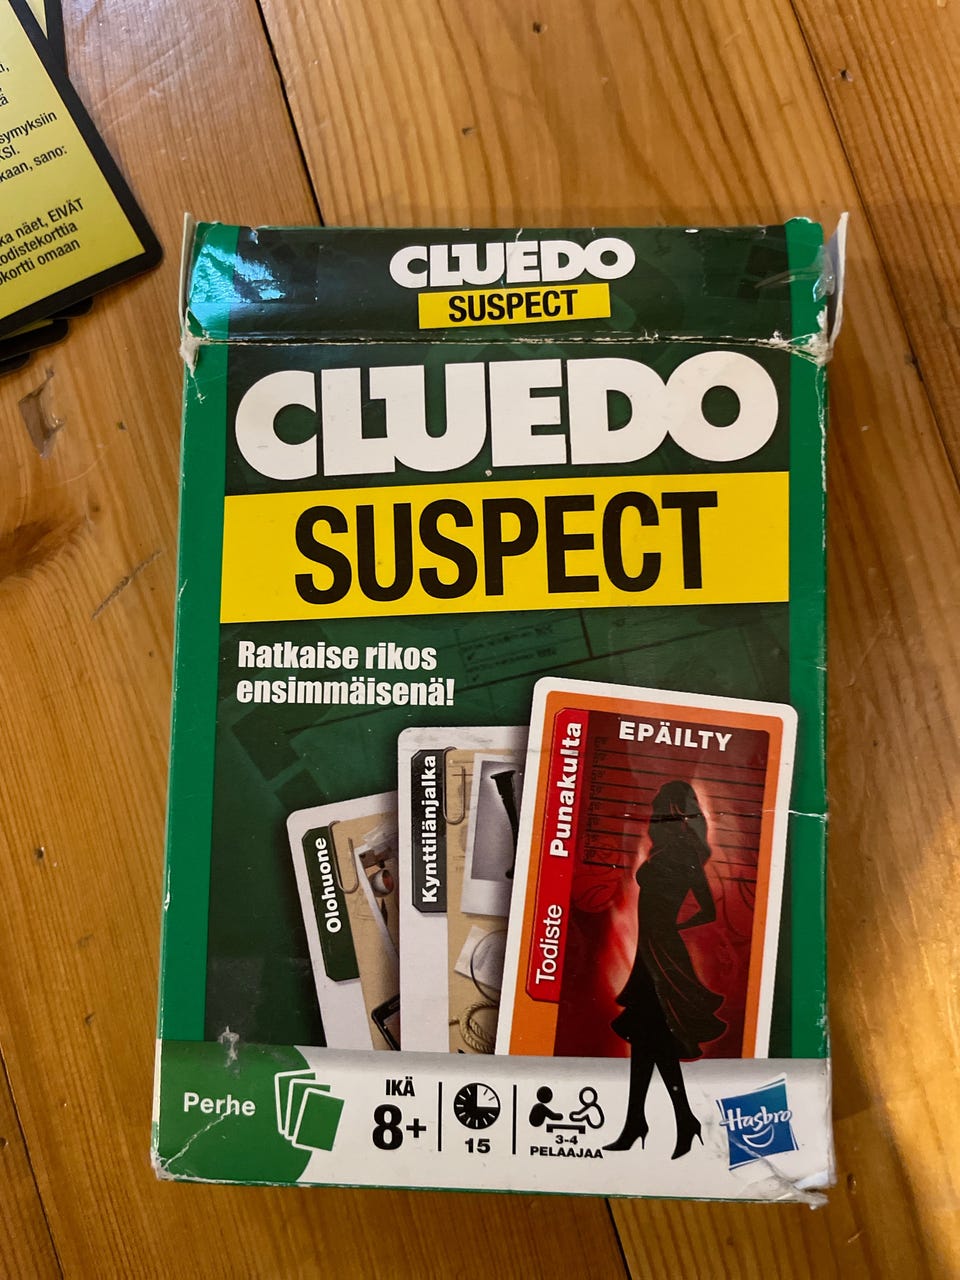 symyksiin
KSI.
kaan, sano:
ka näet, EIVÄT
odistekorttia
kortti omaan
CLUEDO
SUSPECT
CLUEDO
SUSPECT
Ratkaise rikos
ensimmäisenä!
Olohuone
Kynttilänjalka
Todiste Punakulta
EPÄILTY
Perhe
IKÄ
8+
15
3-4
PELAAJAA
Hasbro